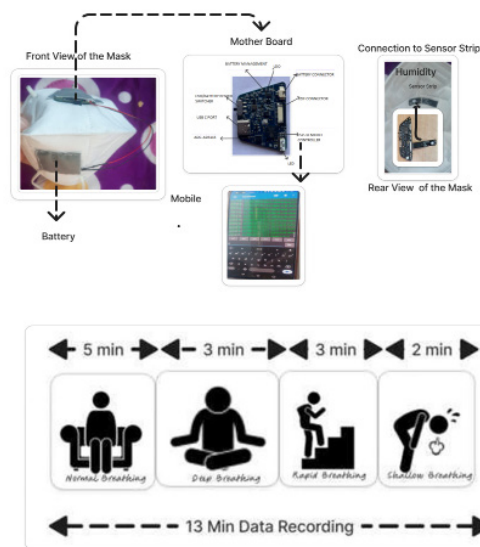 Front View of the Mask
Mother Board
Connection to Sensor Strip
BATTERY MANAGEMENT
LED
BATTERY CONNECTOR
USB C PORT
LED
Humidity
Sensor Strip
Rear View of the Mask
Mobile
Battery
5 min
3 min
3 min
2 min
Normal Breathing
Deep Breathing
Rapid Breathing
Shallow Breathing
13 Min Data Recording